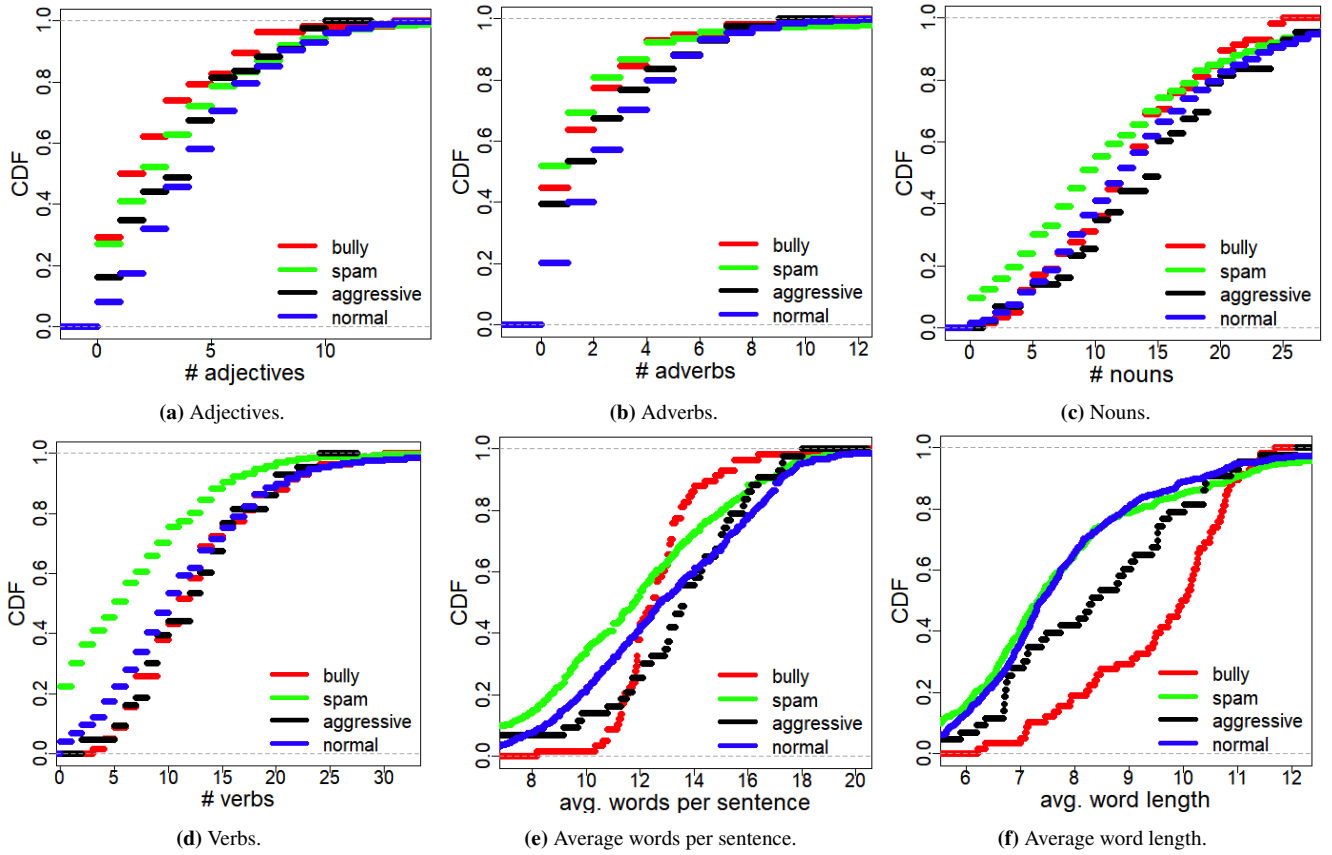 CDF
0.0 0.2 0.4 0.6 0.8 1.0
bully
spam
aggressive
normal
0 5 10
# adjectives
(a) Adjectives.
CDF
0.0 0.2 0.4 0.6 0.8 1.0
bully
spam
aggressive
normal
0 2 4 6 8 10 12
# adverbs
(b) Adverbs.
CDF
0.0 0.2 0.4 0.6 0.8 1.0
bully
spam
aggressive
normal
0 5 10 15 20 25
# nouns
(c) Nouns.
CDF
0.0 0.2 0.4 0.6 0.8 1.0
bully
spam
aggressive
normal
0 5 10 15 20 25 30
# verbs
(d) Verbs.
CDF
0.0 0.2 0.4 0.6 0.8 1.0
bully
spam
aggressive
normal
8 10 12 14 16 18 20
avg. words per sentence
(e) Average words per sentence.
CDF
0.0 0.2 0.4 0.6 0.8 1.0
bully
spam
aggressive
normal
6 7 8 9 10 11 12
avg. word length
(f) Average word length.